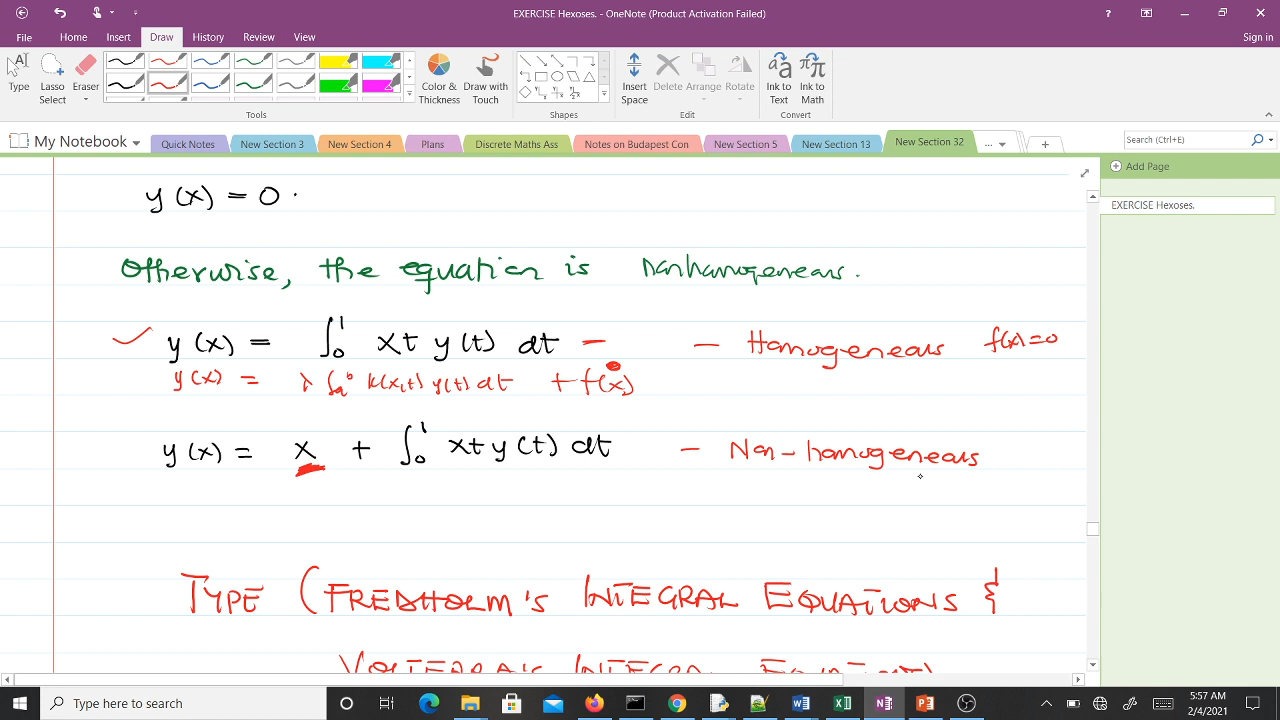 EXERCISE Hexoses. - OneNote (Product Activation Failed)
File Home Insert Draw History Review View Sign in
Type Lasso Select Eraser Color & Thickness Draw with Touch Insert Space Delete Arrange Rotate Ink to Text Ink to Math
Tools Shapes Edit Convert
My Notebook Quick Notes New Section 3 New Section 4 Plans Discrete Maths Ass Notes on Budapest Con New Section 5 New Section 13 New Section 32 ... Search (Ctrl+E)
Add Page
EXERCISE Hexoses.
y(x) = 0.
Otherwise, the equation is Nonhomogeneous.
✓ y(x) = ∫₀¹ xt y(t) dt – – Homogeneous f(x)=0
y(x) = λ ∫ₐᵇ k(x,t) y(t) dt + f(x)
y(x) = x + ∫₀¹ xt y(t) dt – Non-homogeneous
TYPE (FREDHOLM'S INTEGRAL EQUATIONS &
VOLTERRA'S INTEGRAL EQUATION)
Type here to search
5:57 AM
2/4/2021